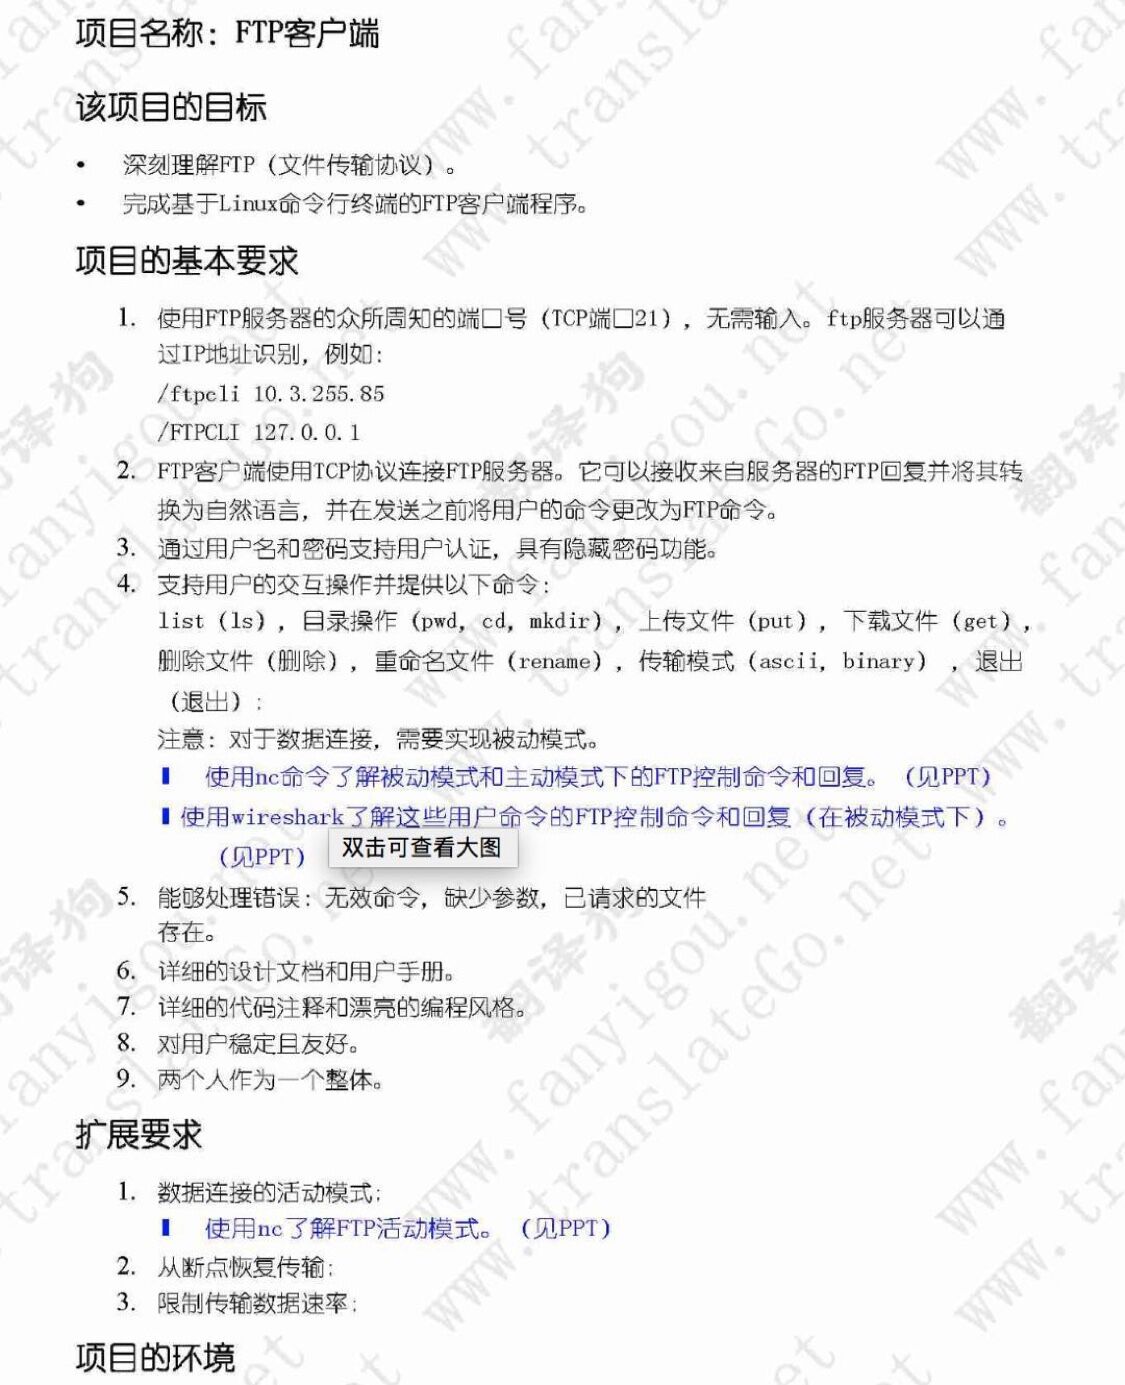 项目名称：FTP客户端
该项目的目标
• 深刻理解FTP（文件传输协议）。
• 完成基于Linux命令行终端的FTP客户端程序。
项目的基本要求
1. 使用FTP服务器的众所周知的端口号（TCP端口21），无需输入。ftp服务器可以通
过IP地址识别，例如：
/ftpcli 10.3.255.85
/FTPCLI 127.0.0.1
2. FTP客户端使用TCP协议连接FTP服务器。它可以接收来自服务器的FTP回复并将其转
换为自然语言，并在发送之前将用户的命令更改为FTP命令。
3. 通过用户名和密码支持用户认证，具有隐藏密码功能。
4. 支持用户的交互操作并提供以下命令：
list（ls），目录操作（pwd，cd，mkdir），上传文件（put），下载文件（get），
删除文件（删除），重命名文件（rename），传输模式（ascii，binary），退出
（退出）；
注意：对于数据连接，需要实现被动模式。
使用nc命令了解被动模式和主动模式下的FTP控制命令和回复。（见PPT）
使用wireshark了解这些用户命令的FTP控制命令和回复（在被动模式下）。
（见PPT）
双击可查看大图
5. 能够处理错误：无效命令，缺少参数，已请求的文件
存在。
6. 详细的设计文档和用户手册。
7. 详细的代码注释和漂亮的编程风格。
8. 对用户稳定且友好。
9. 两个人作为一个整体。
扩展要求
1. 数据连接的活动模式；
使用nc了解FTP活动模式。（见PPT）
2. 从断点恢复传输；
3. 限制传输数据速率；
项目的环境
翻译狗
www.fanyigou.net
www.translateGo.net